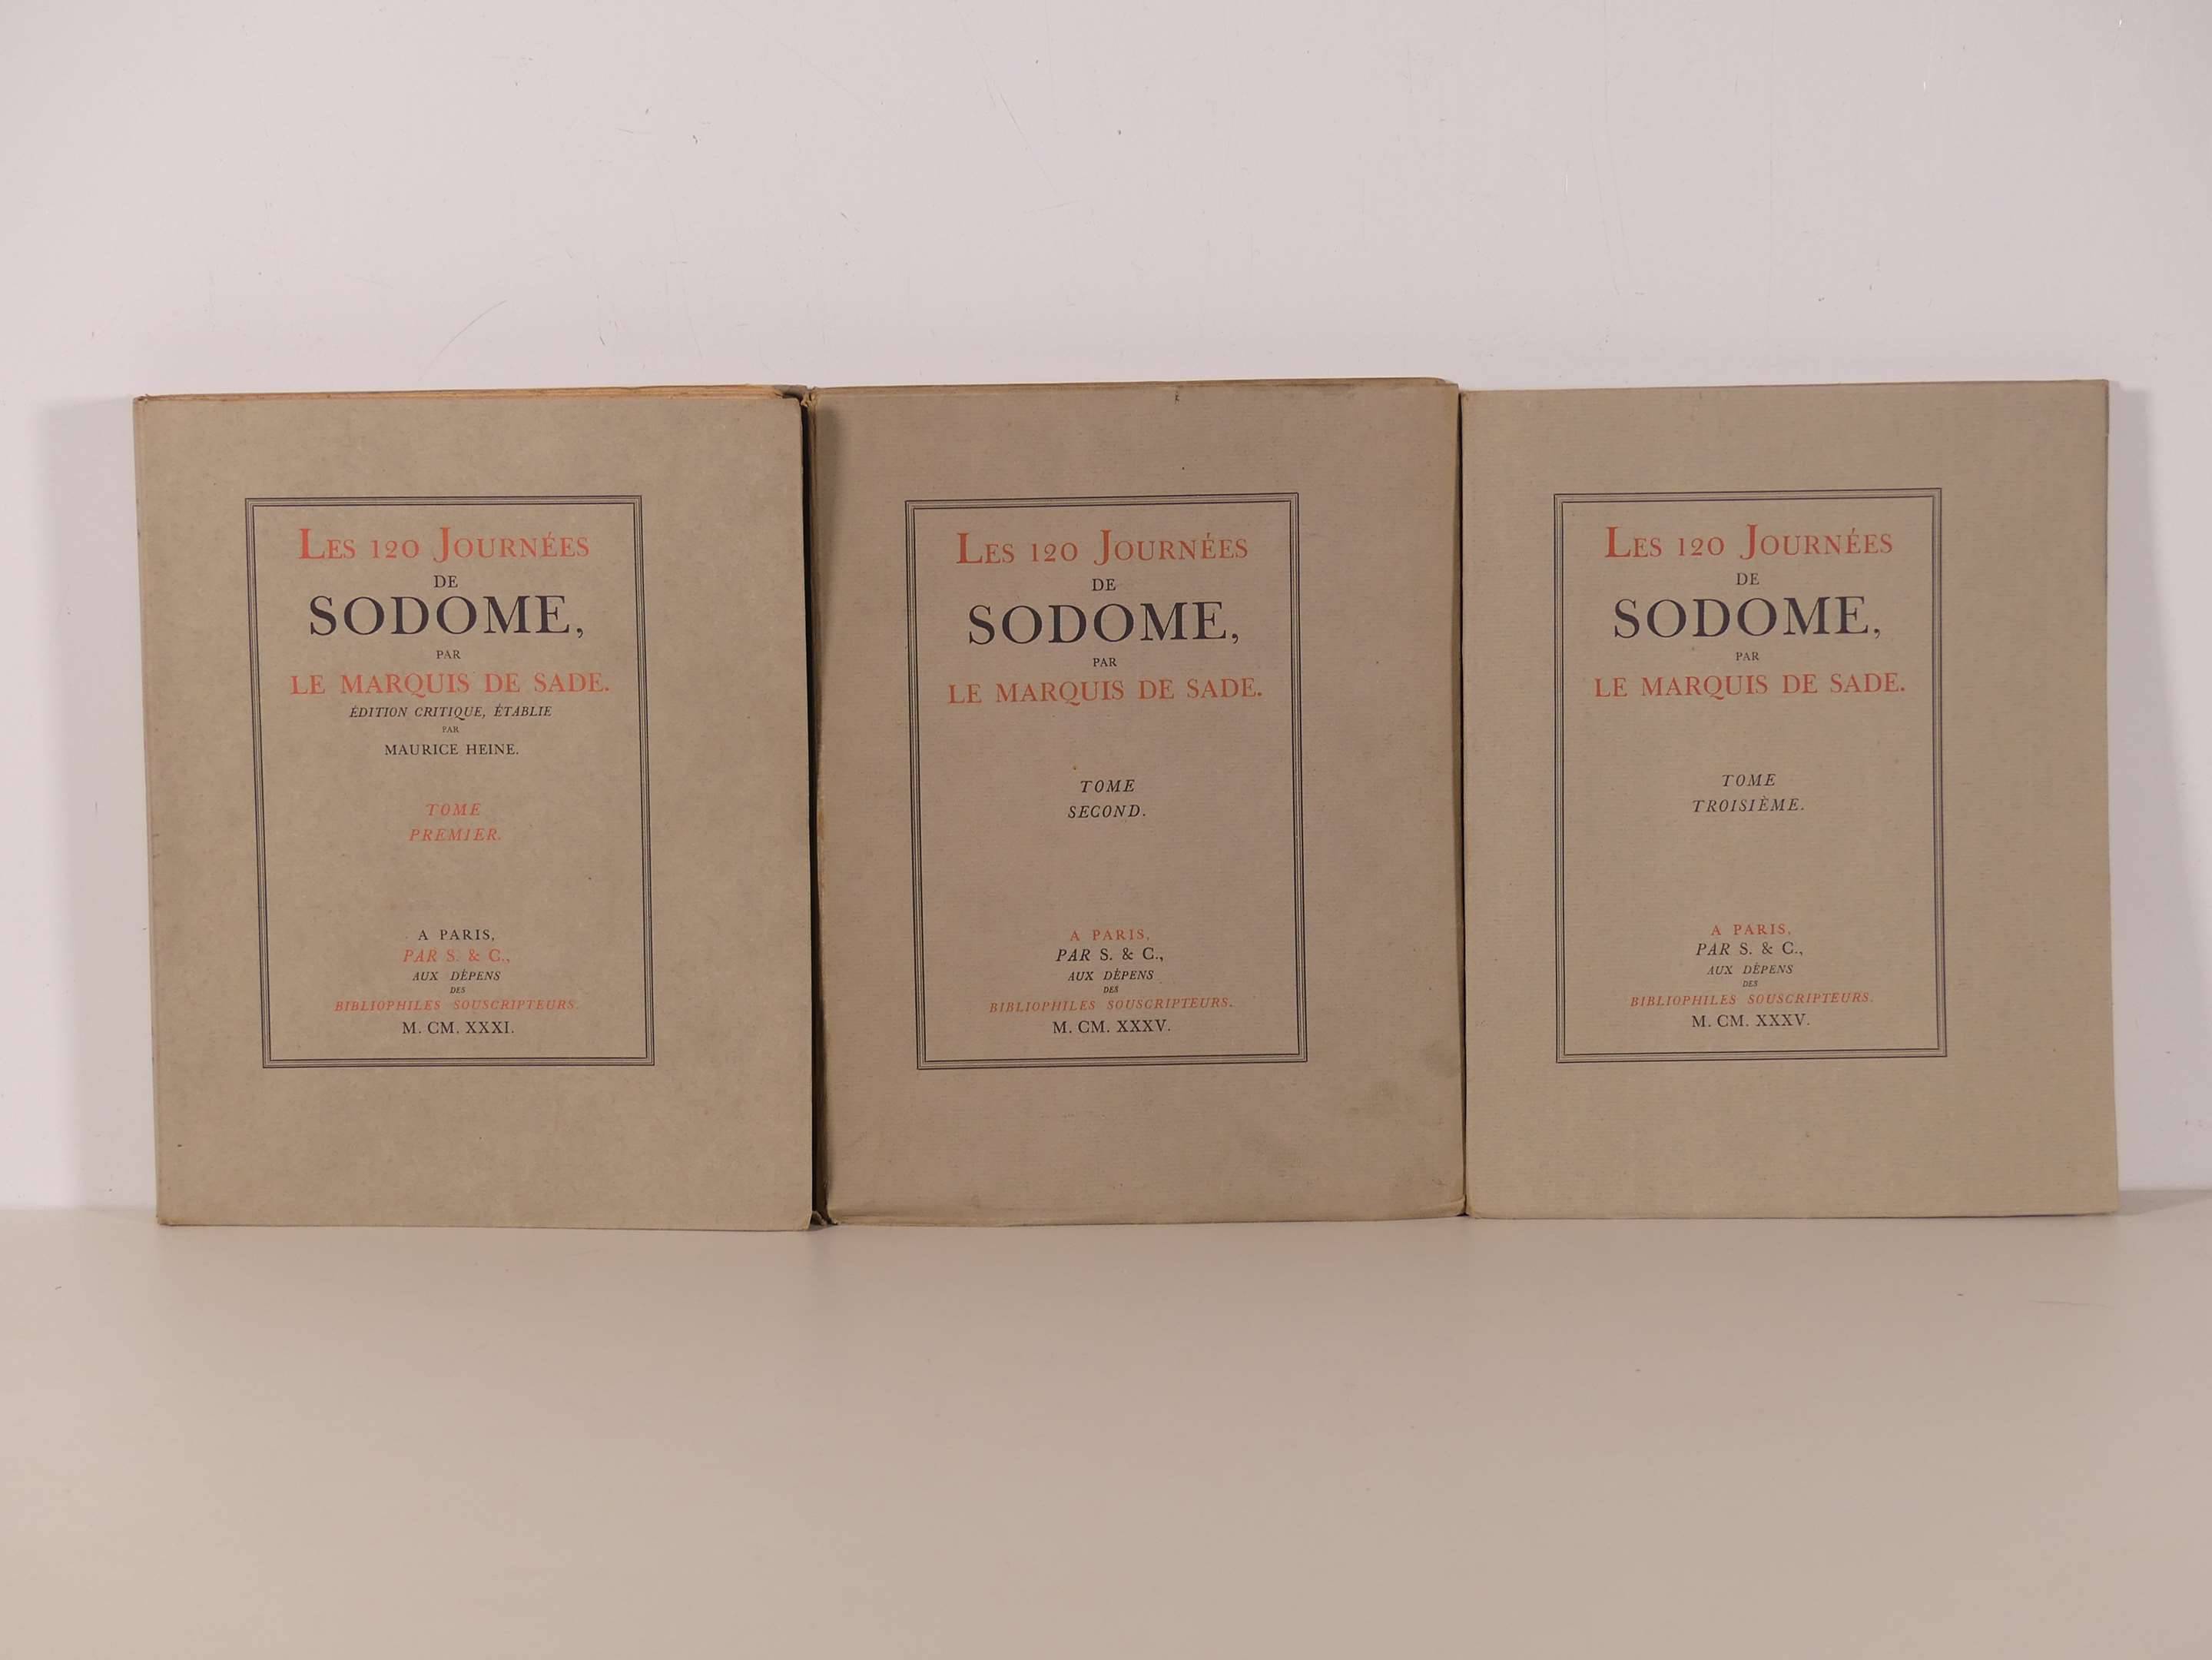 LES 120 JOURNÉES
DE
SODOME,
PAR
LE MARQUIS DE SADE.
ÉDITION CRITIQUE, ÉTABLIE
PAR
MAURICE HEINE.
TOME
PREMIER.
A PARIS,
PAR S. & C.,
AUX DÉPENS
DES
BIBLIOPHILES SOUSCRIPTEURS.
M. CM. XXXI.
LES 120 JOURNÉES
DE
SODOME,
PAR
LE MARQUIS DE SADE.
TOME
SECOND.
A PARIS,
PAR S. & C.,
AUX DÉPENS
DES
BIBLIOPHILES SOUSCRIPTEURS.
M. CM. XXXV.
LES 120 JOURNÉES
DE
SODOME,
PAR
LE MARQUIS DE SADE.
TOME
TROISIÈME.
A PARIS,
PAR S. & C.,
AUX DÉPENS
DES
BIBLIOPHILES SOUSCRIPTEURS.
M. CM. XXXV.